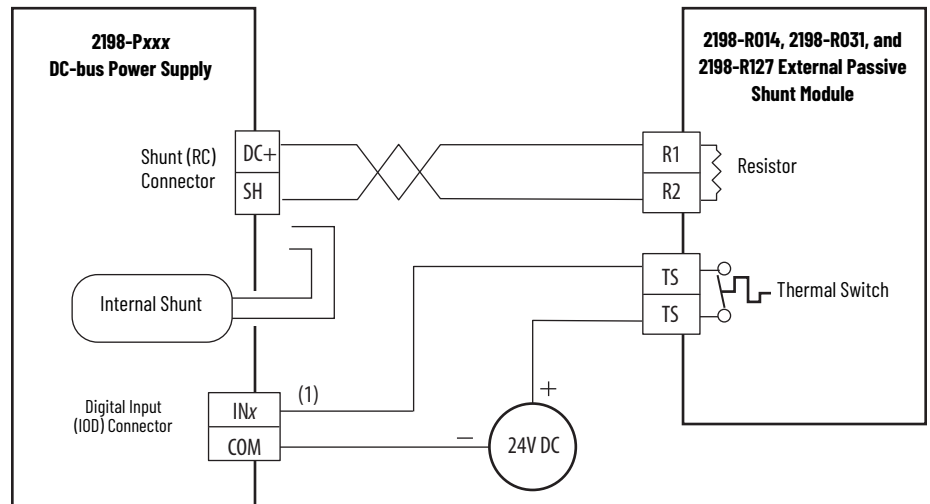 2198-Pxxx
DC-bus Power Supply
2198-R014, 2198-R031, and
2198-R127 External Passive
Shunt Module
Shunt (RC)
Connector
DC+
SH
R1
R2
Resistor
Internal Shunt
TS
TS
Thermal Switch
Digital Input
(IOD) Connector
INx
COM
(1)
+
–
24V DC